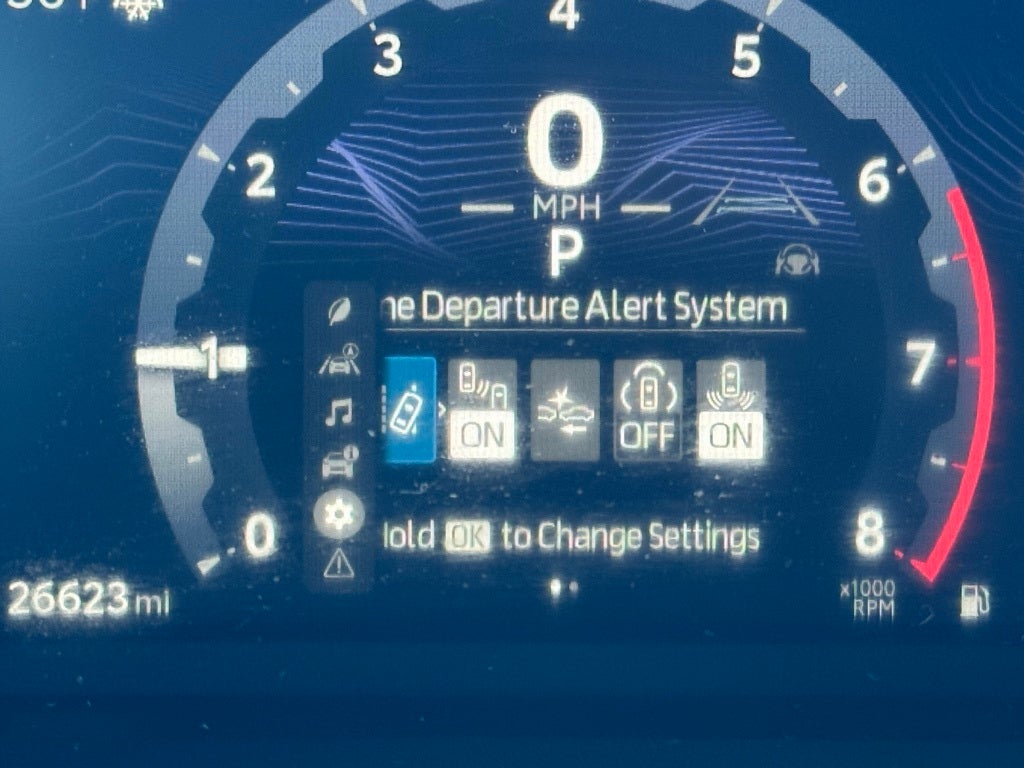 3
4
5
2
0
6
MPH
P
ne Departure Alert System
1
7
ON
OFF
ON
Hold OK to Change Settings
0
8
26623 mi
x1000
RPM